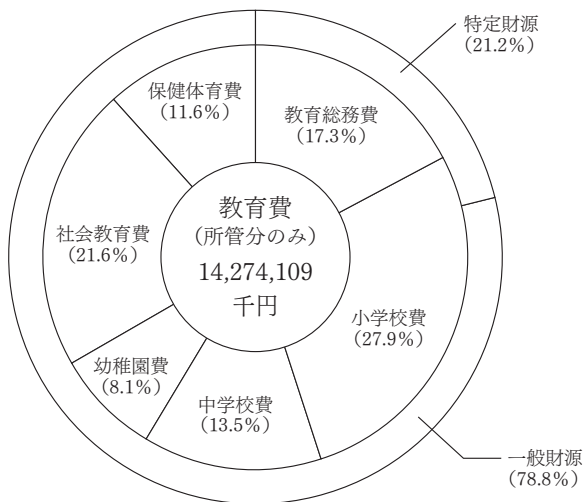 特定財源
(21.2%)
保健体育費
(11.6%)
教育総務費
(17.3%)
教育費
(所管分のみ)
14,274,109
千円
社会教育費
(21.6%)
小学校費
(27.9%)
幼稚園費
(8.1%)
中学校費
(13.5%)
一般財源
(78.8%)